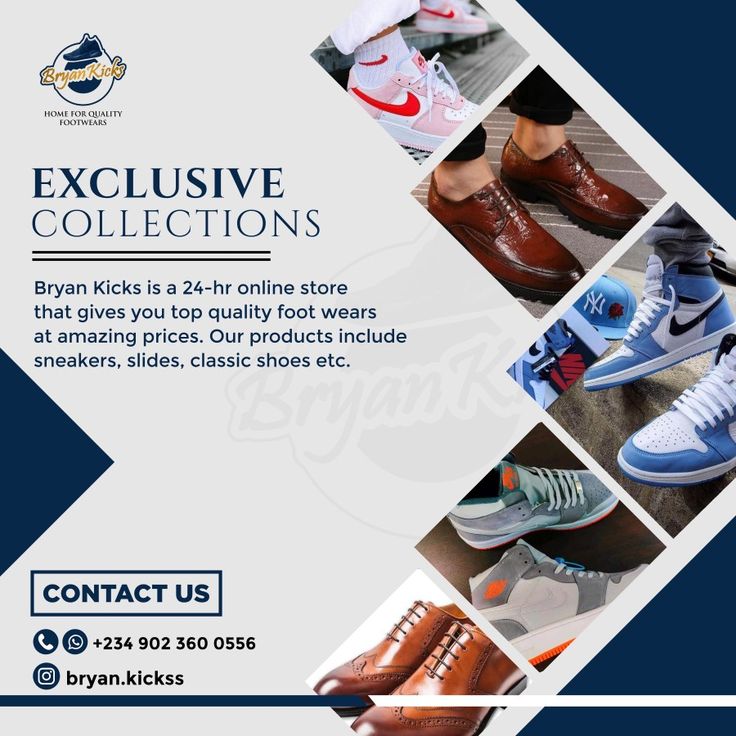 Bryan Kicks
HOME FOR QUALITY
FOOTWEARS
EXCLUSIVE
COLLECTIONS
Bryan Kicks is a 24-hr online store
that gives you top quality foot wears
at amazing prices. Our products include
sneakers, slides, classic shoes etc.
Bryan K
NY
CONTACT US
+234 902 360 0556
bryan.kickss